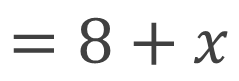 = 8 + x